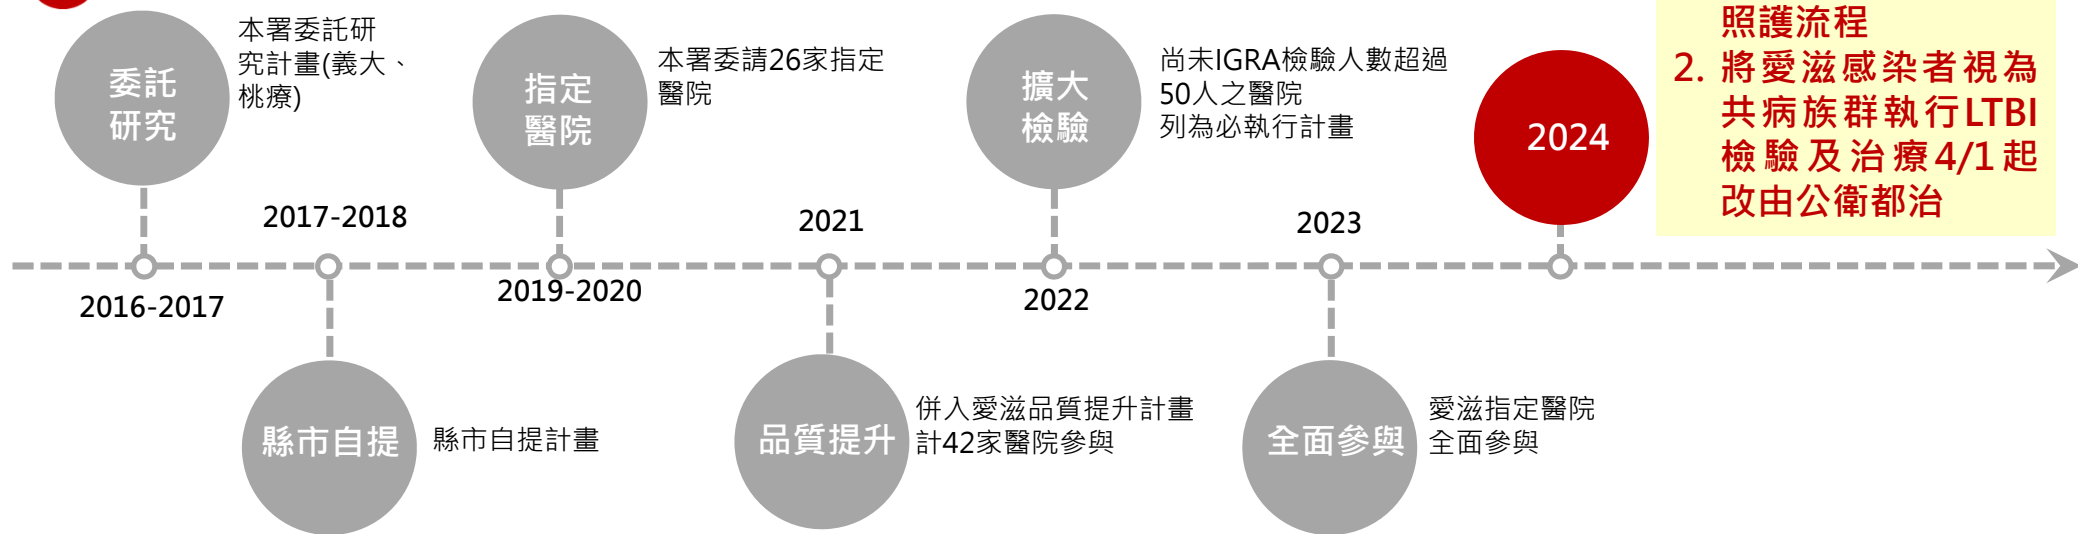 委託
研究
本署委託研
究計畫(義大、
桃療)
2016-2017
2017-2018
縣市自提
縣市自提計畫
指定
醫院
本署委請26家指定
醫院
2019-2020
2021
品質提升
併入愛滋品質提升計畫
計42家醫院參與
擴大
檢驗
尚未IGRA檢驗人數超過
50人之醫院
列為必執行計畫
2022
2023
全面參與
愛滋指定醫院
全面參與
2024
照護流程
2. 將愛滋感染者視為
共病族群執行LTBI
檢驗及治療4/1起
改由公衛都治